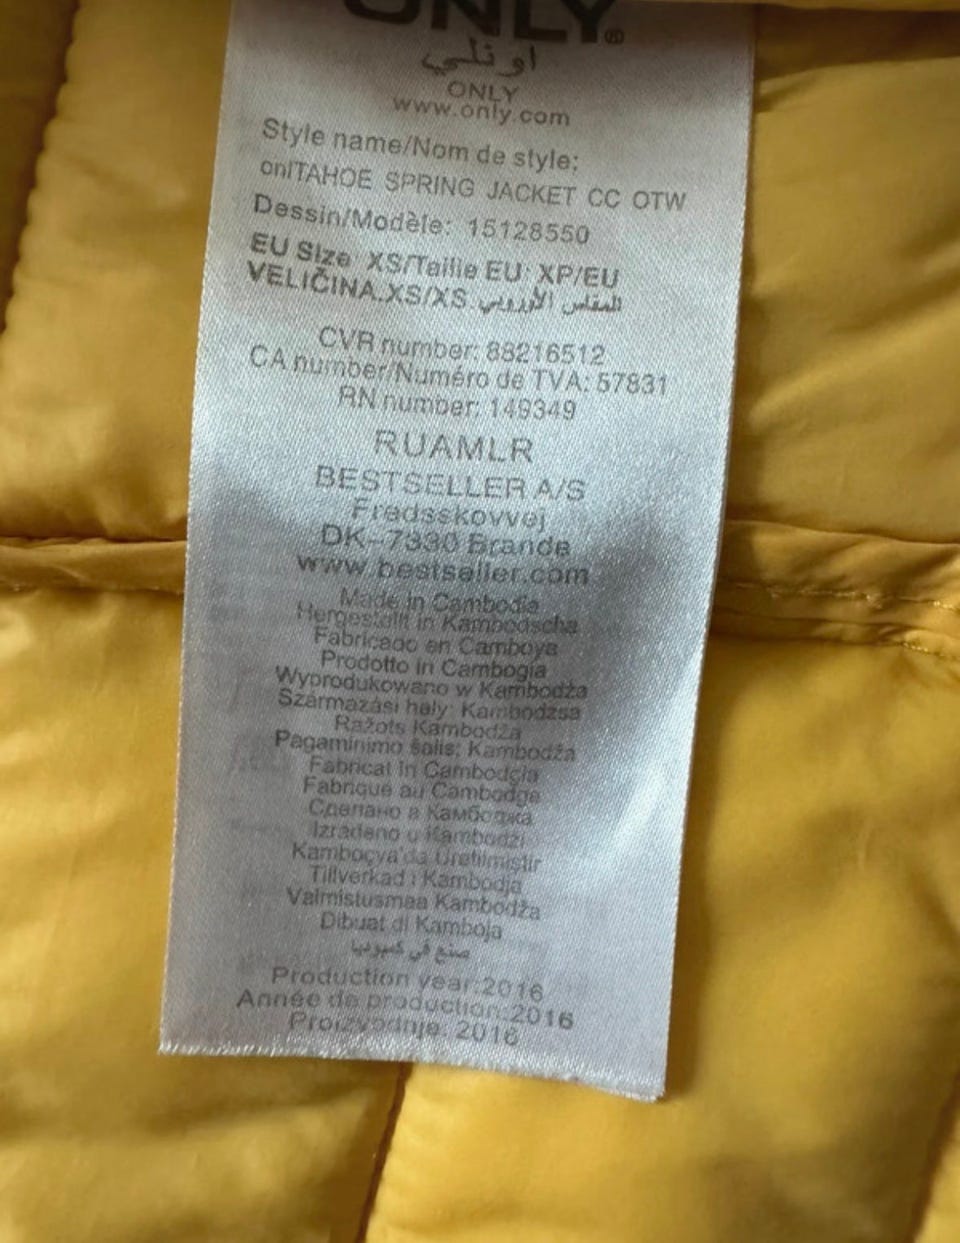 ONLY®
اونلي
ONLY
www.only.com
Style name/Nom de style:
onlTAHOE SPRING JACKET CC OTW
Dessin/Modèle: 15128550
EU Size XS/Taille EU: XP/EU
VELIČINA.XS/XS. المقاس الأوروبي
CVR number: 88216512
CA number/Numéro de TVA: 57831
RN number: 149349
RUAMLR
BESTSELLER A/S
Fredsskovvej
DK-7330 Brande
www.bestseller.com
Made in Cambodia
Hergestellt in Kambodscha
Fabricado en Camboya
Prodotto in Cambogia
Wyprodukowano w Kambodża
Származási hely: Kambodzsa
Ražots Kambodža
Pagaminimo šalis: Kambodža
Fabricat în Cambodgia
Fabriqué au Cambodge
Сделано в Камбоджа
Izradeno u Kambodži
Kamboçya'da Üretilmiştir
Tillverkad i Kambodja
Valmistusmaa Kambodža
Dibuat di Kamboja
صنع في كمبوديا
Production year:2016
Année de production:2016
Proizvodnja: 2016